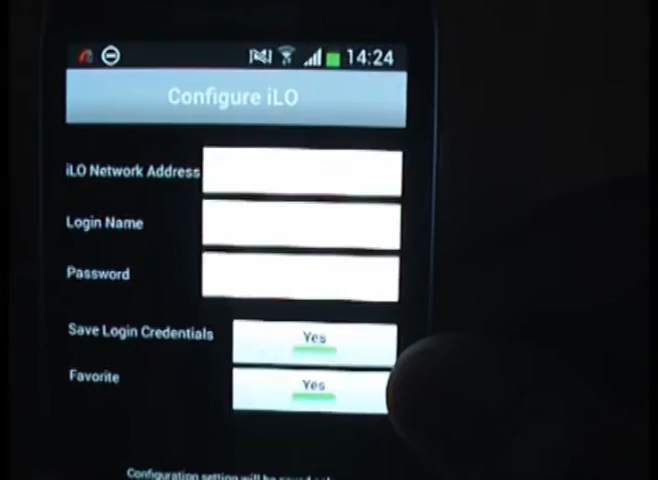 14:24
Configure iLO
iLO Network Address
Login Name
Password
Save Login Credentials
Yes
Favorite
Yes
Configuration setting will be saved